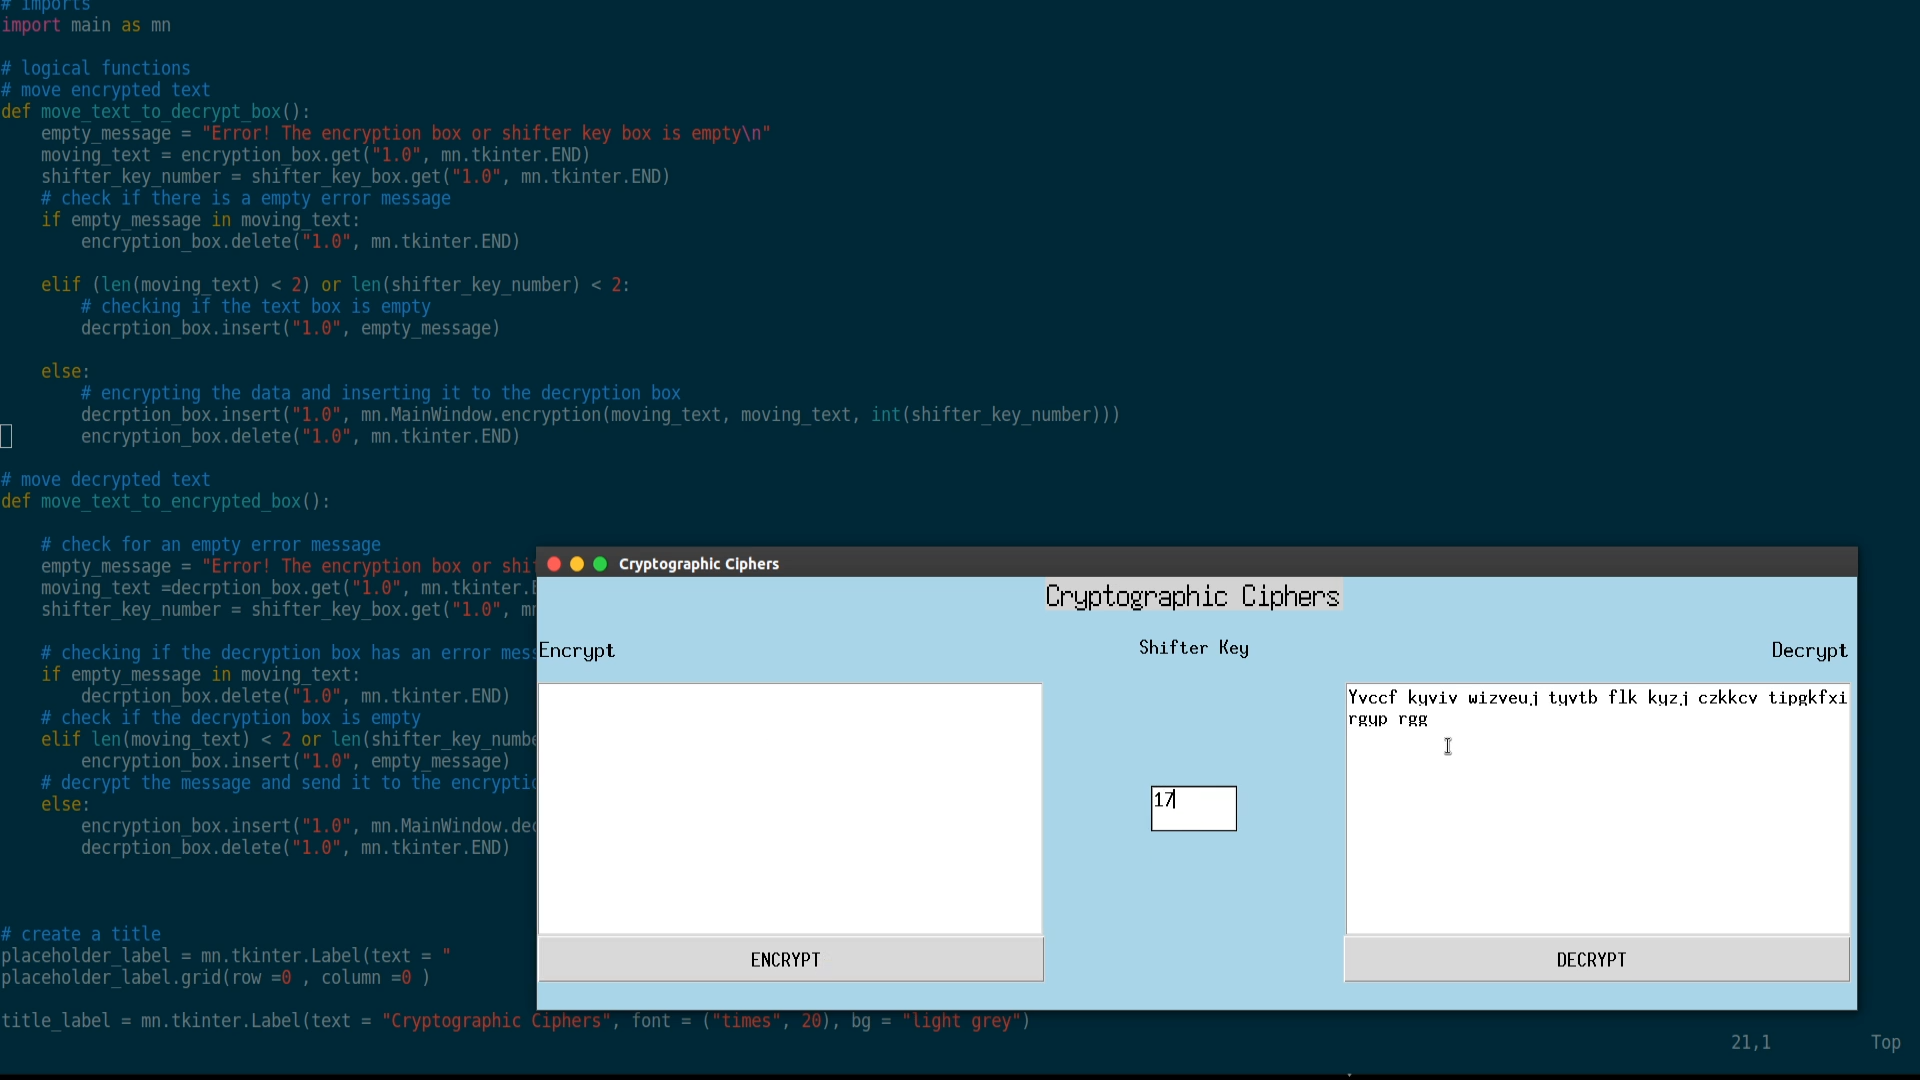 # imports
import main as mn
# logical functions
# move encrypted text
def move_text_to_decrypt_box():
    empty_message = "Error! The encryption box or shifter key box is empty\n"
    moving_text = encryption_box.get("1.0", mn.tkinter.END)
    shifter_key_number = shifter_key_box.get("1.0", mn.tkinter.END)
    # check if there is a empty error message
    if empty_message in moving_text:
        encryption_box.delete("1.0", mn.tkinter.END)
    elif (len(moving_text) < 2) or len(shifter_key_number) < 2:
        # checking if the text box is empty
        decrption_box.insert("1.0", empty_message)
    else:
        # encrypting the data and inserting it to the decryption box
        decrption_box.insert("1.0", mn.MainWindow.encryption(moving_text, moving_text, int(shifter_key_number)))
        encryption_box.delete("1.0", mn.tkinter.END)
# move decrypted text
def move_text_to_encrypted_box():
    # check for an empty error message
    empty_message = "Error! The encryption box or shi
    moving_text =decrption_box.get("1.0", mn.tkinter.
    shifter_key_number = shifter_key_box.get("1.0", m
    # checking if the decryption box has an error mes
    if empty_message in moving_text:
        decrption_box.delete("1.0", mn.tkinter.END)
    # check if the decryption box is empty
    elif len(moving_text) < 2 or len(shifter_key_numb
        encryption_box.insert("1.0", empty_message)
    # decrypt the message and send it to the encrypti
    else:
        encryption_box.insert("1.0", mn.MainWindow.de
        decrption_box.delete("1.0", mn.tkinter.END)
# create a title
placeholder_label = mn.tkinter.Label(text = "
placeholder_label.grid(row =0 , column =0 )
title_label = mn.tkinter.Label(text = "Cryptographic Ciphers", font = ("times", 20), bg = "light grey")
21,1 Top
Cryptographic Ciphers
Cryptographic Ciphers
Encrypt Shifter Key Decrypt
Yvccf kyviv wizveuj tyvtb flk kyzj czkkcv tipgkfxi
rgyp rgg
17
ENCRYPT DECRYPT